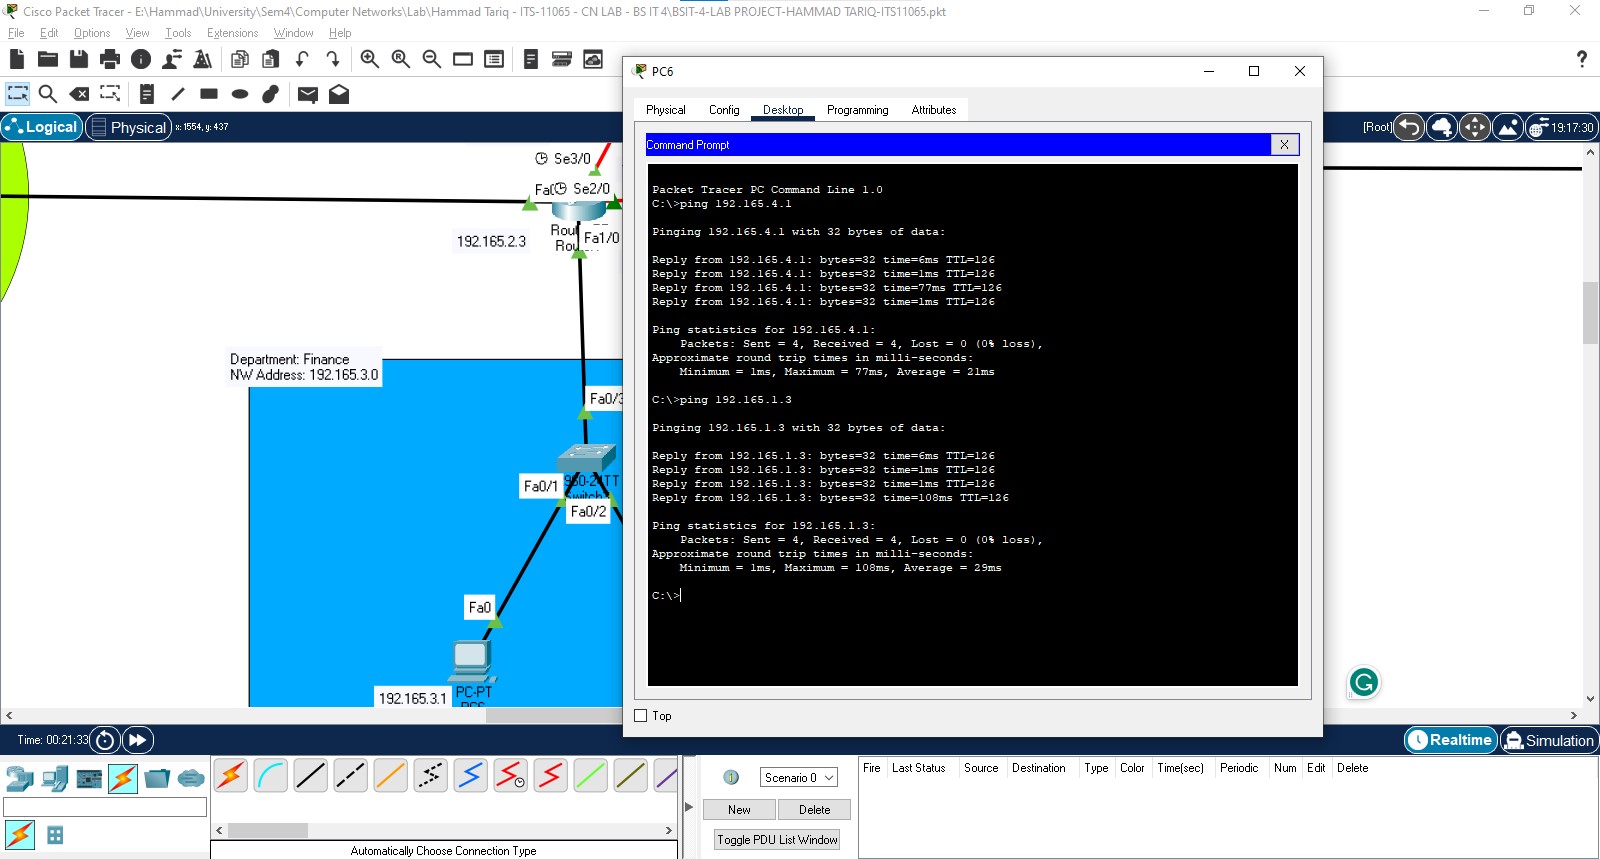 Cisco Packet Tracer - E:\Hammad\University\Sem4\Computer Networks\Lab\Hammad Tariq - ITS-11065 - CN LAB - BS IT 4\BSIT-4-LAB PROJECT-HAMMAD TARIQ-ITS11065.pkt
File Edit Options View Tools Extensions Window Help
?
Logical Physical x: 1554, y: 437
[Root] 19:17:30
Se3/0
Se2/0
Fa1/0
192.165.2.3
Department: Finance
NW Address: 192.165.3.0
Fa0/3
Fa0/1
Fa0/2
Fa0
192.165.3.1
PC-PT
PC6
PC6
Physical Config Desktop Programming Attributes
Command Prompt X
Packet Tracer PC Command Line 1.0
C:\>ping 192.165.4.1
Pinging 192.165.4.1 with 32 bytes of data:
Reply from 192.165.4.1: bytes=32 time=6ms TTL=126
Reply from 192.165.4.1: bytes=32 time=1ms TTL=126
Reply from 192.165.4.1: bytes=32 time=77ms TTL=126
Reply from 192.165.4.1: bytes=32 time=1ms TTL=126
Ping statistics for 192.165.4.1:
Packets: Sent = 4, Received = 4, Lost = 0 (0% loss),
Approximate round trip times in milli-seconds:
Minimum = 1ms, Maximum = 77ms, Average = 21ms
C:\>ping 192.165.1.3
Pinging 192.165.1.3 with 32 bytes of data:
Reply from 192.165.1.3: bytes=32 time=6ms TTL=126
Reply from 192.165.1.3: bytes=32 time=1ms TTL=126
Reply from 192.165.1.3: bytes=32 time=1ms TTL=126
Reply from 192.165.1.3: bytes=32 time=108ms TTL=126
Ping statistics for 192.165.1.3:
Packets: Sent = 4, Received = 4, Lost = 0 (0% loss),
Approximate round trip times in milli-seconds:
Minimum = 1ms, Maximum = 108ms, Average = 29ms
C:\>
Top
Time: 00:21:33
Realtime Simulation
Scenario 0
New Delete
Toggle PDU List Window
Fire Last Status Source Destination Type Color Time(sec) Periodic Num Edit Delete
Automatically Choose Connection Type